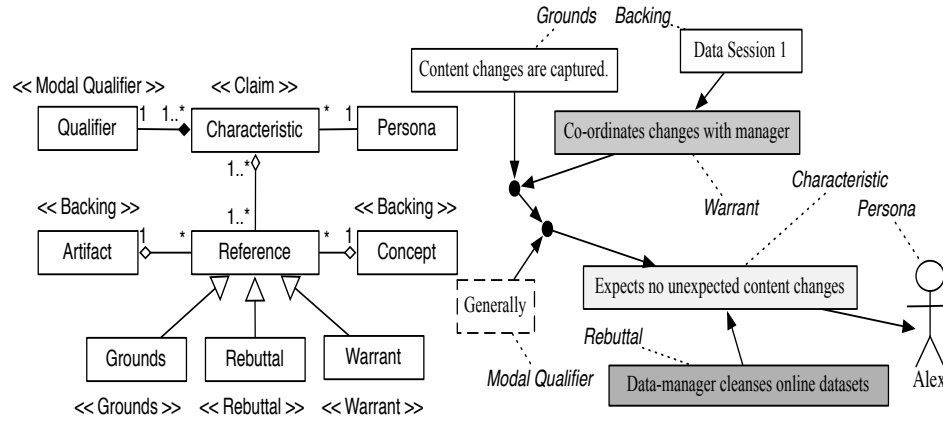 << Modal Qualifier >>
<< Claim >>
Qualifier
1
1..*
Characteristic
*
1
Persona
1..*
1..*
<< Backing >>
<< Backing >>
Artifact
1
*
Reference
*
1
Concept
Grounds
Rebuttal
Warrant
<< Grounds >>
<< Rebuttal >>
<< Warrant >>
Grounds
Backing
Content changes are captured.
Data Session 1
Co-ordinates changes with manager
Warrant
Characteristic
Persona
Expects no unexpected content changes
Generally
Modal Qualifier
Rebuttal
Data-manager cleanses online datasets
Alex